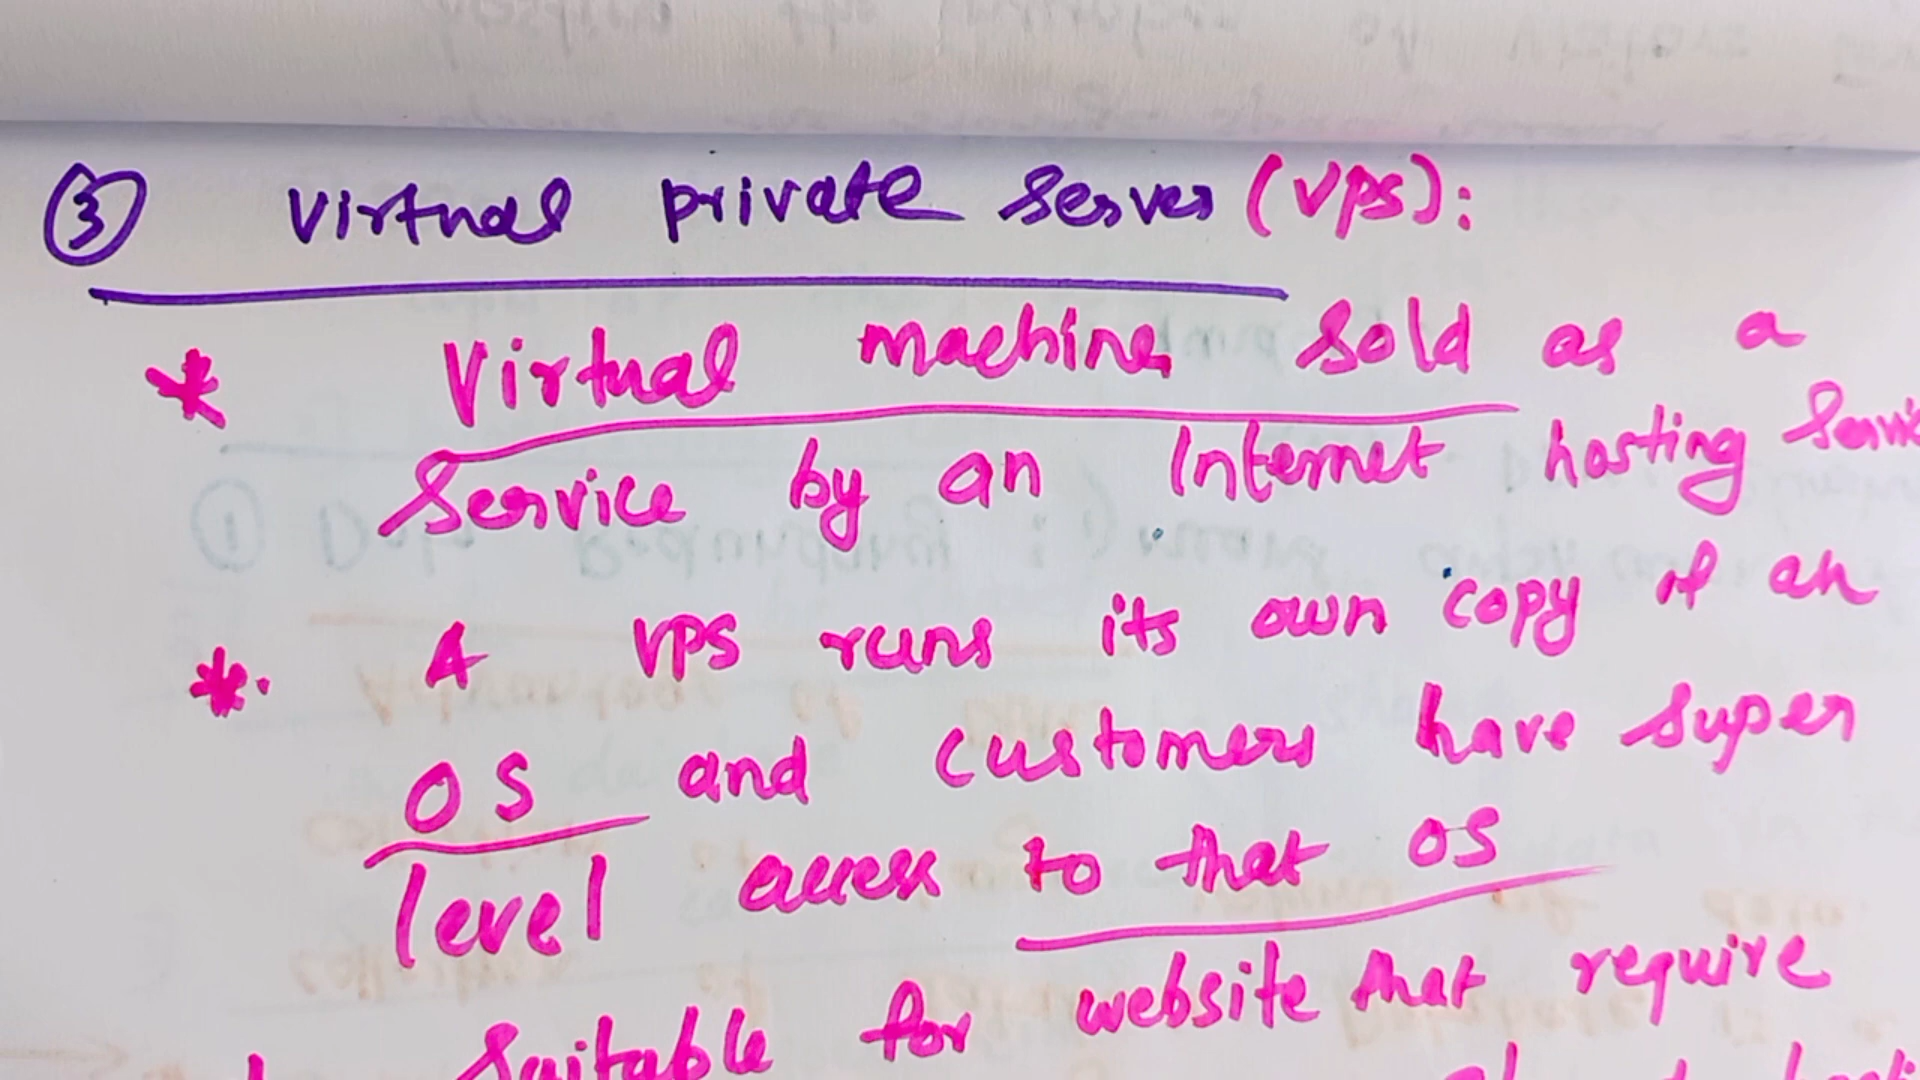 ③ Virtual private Server (VPS):
* Virtual machine sold as a
Service by an Internet hosting
*. A VPS runs its own copy of an
OS and customers have super
level access to that OS
Suitable for website that require